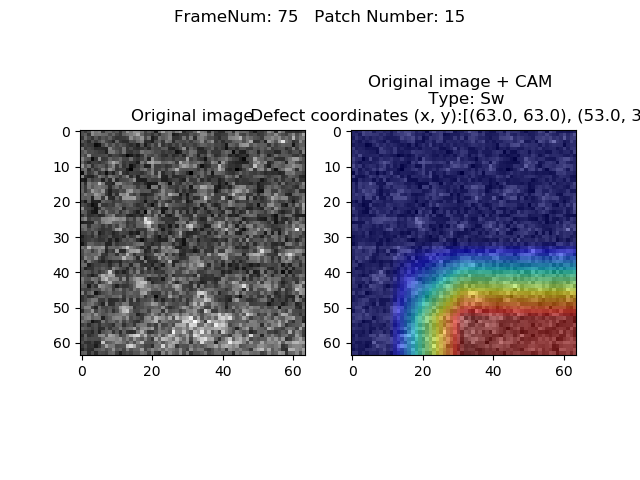 FrameNum: 75   Patch Number: 15
Original image + CAM
Type: Sw
Original image
Defect coordinates (x, y):[(63.0, 63.0), (53.0, 3
0
10
20
30
40
50
60
0 20 40 60
0
10
20
30
40
50
60
0 20 40 60